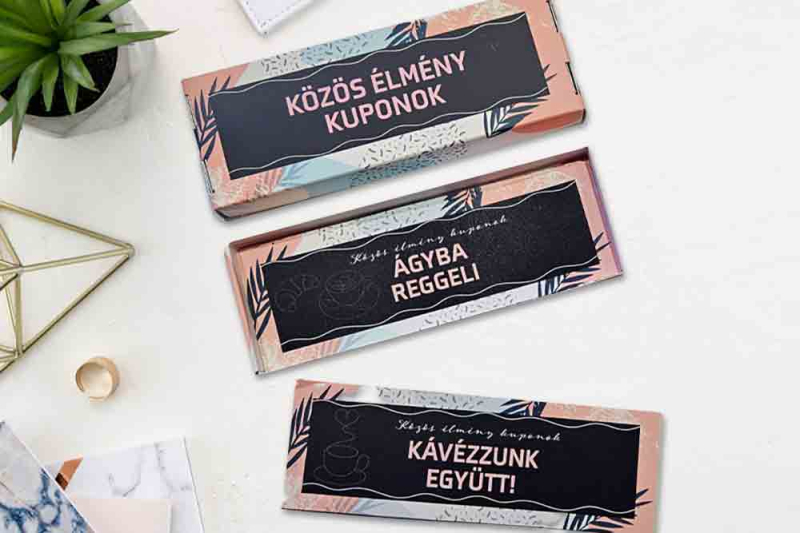 KÖZÖS ÉLMÉNY
KUPONOK
Közös élmény kuponok
ÁGYBA
REGGELI
Közös élmény kuponok
KÁVÉZZUNK
EGYÜTT!